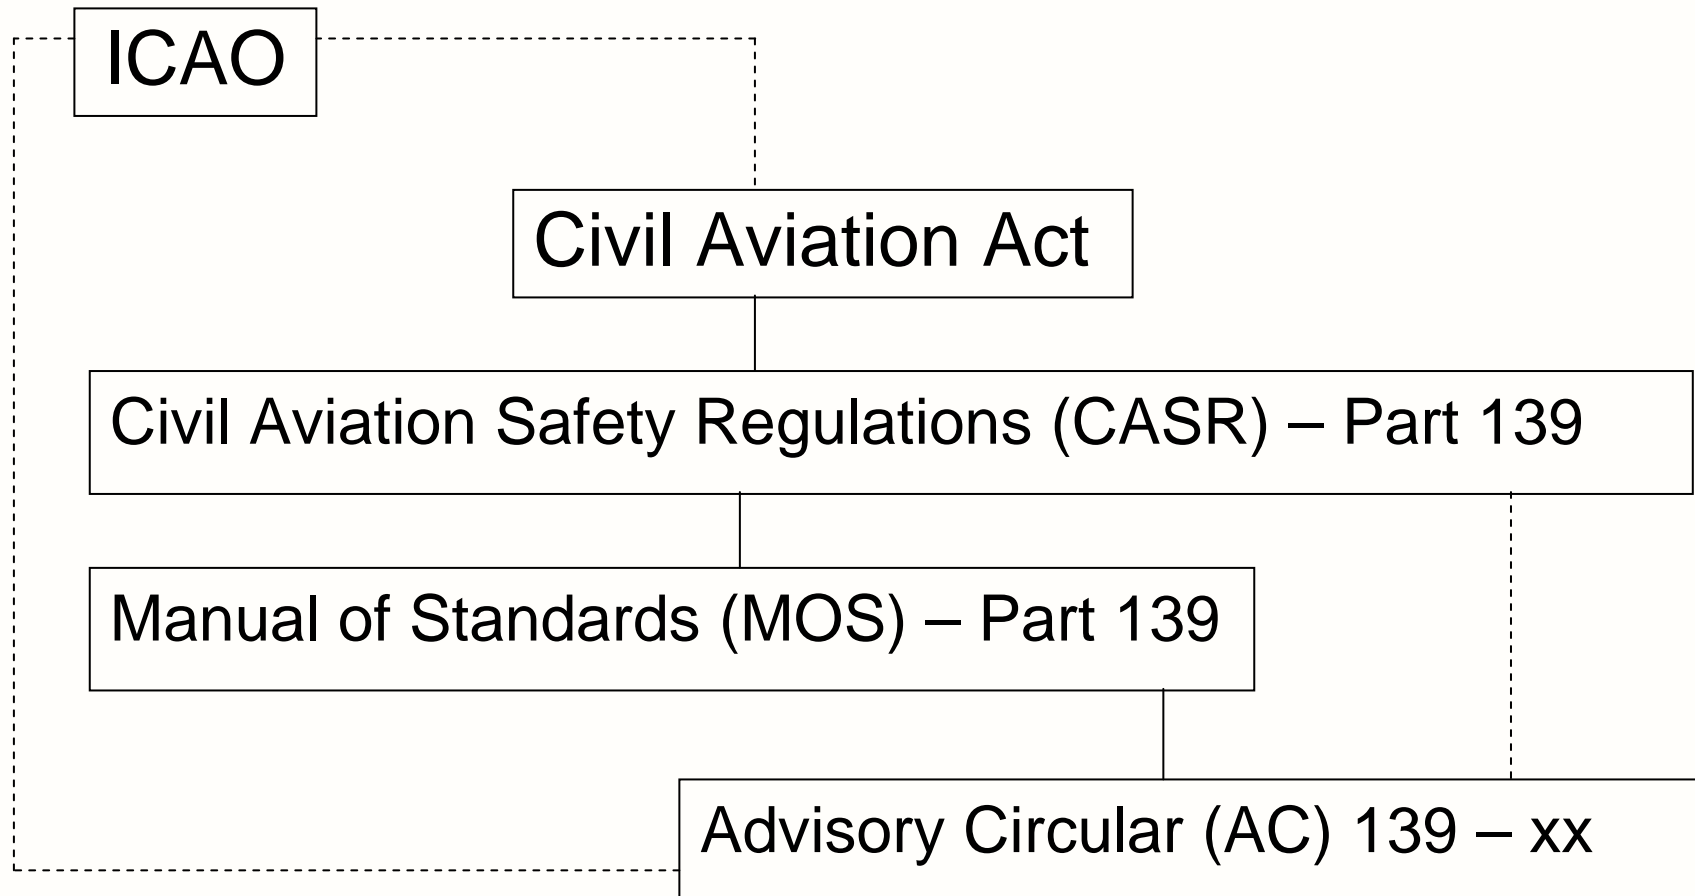 ICAO
Civil Aviation Act
Civil Aviation Safety Regulations (CASR) – Part 139
Manual of Standards (MOS) – Part 139
Advisory Circular (AC) 139 – xx